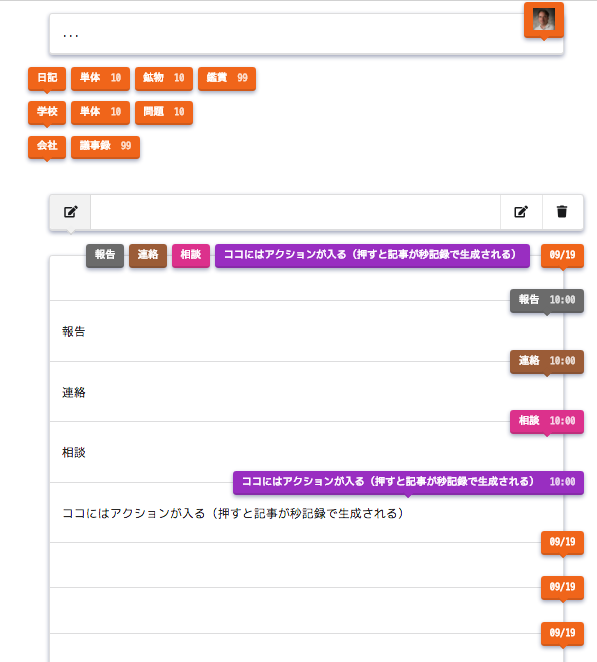 ...
日記 単体 10 鉱物 10 鑑賞 99
学校 単体 10 問題 10
会社 議事録 99
報告 連絡 相談 ココにはアクションが入る（押すと記事が秒記録で生成される） 09/19
報告 10:00
報告
連絡 10:00
連絡
相談 10:00
相談
ココにはアクションが入る（押すと記事が秒記録で生成される） 10:00
ココにはアクションが入る（押すと記事が秒記録で生成される）
09/19
09/19
09/19